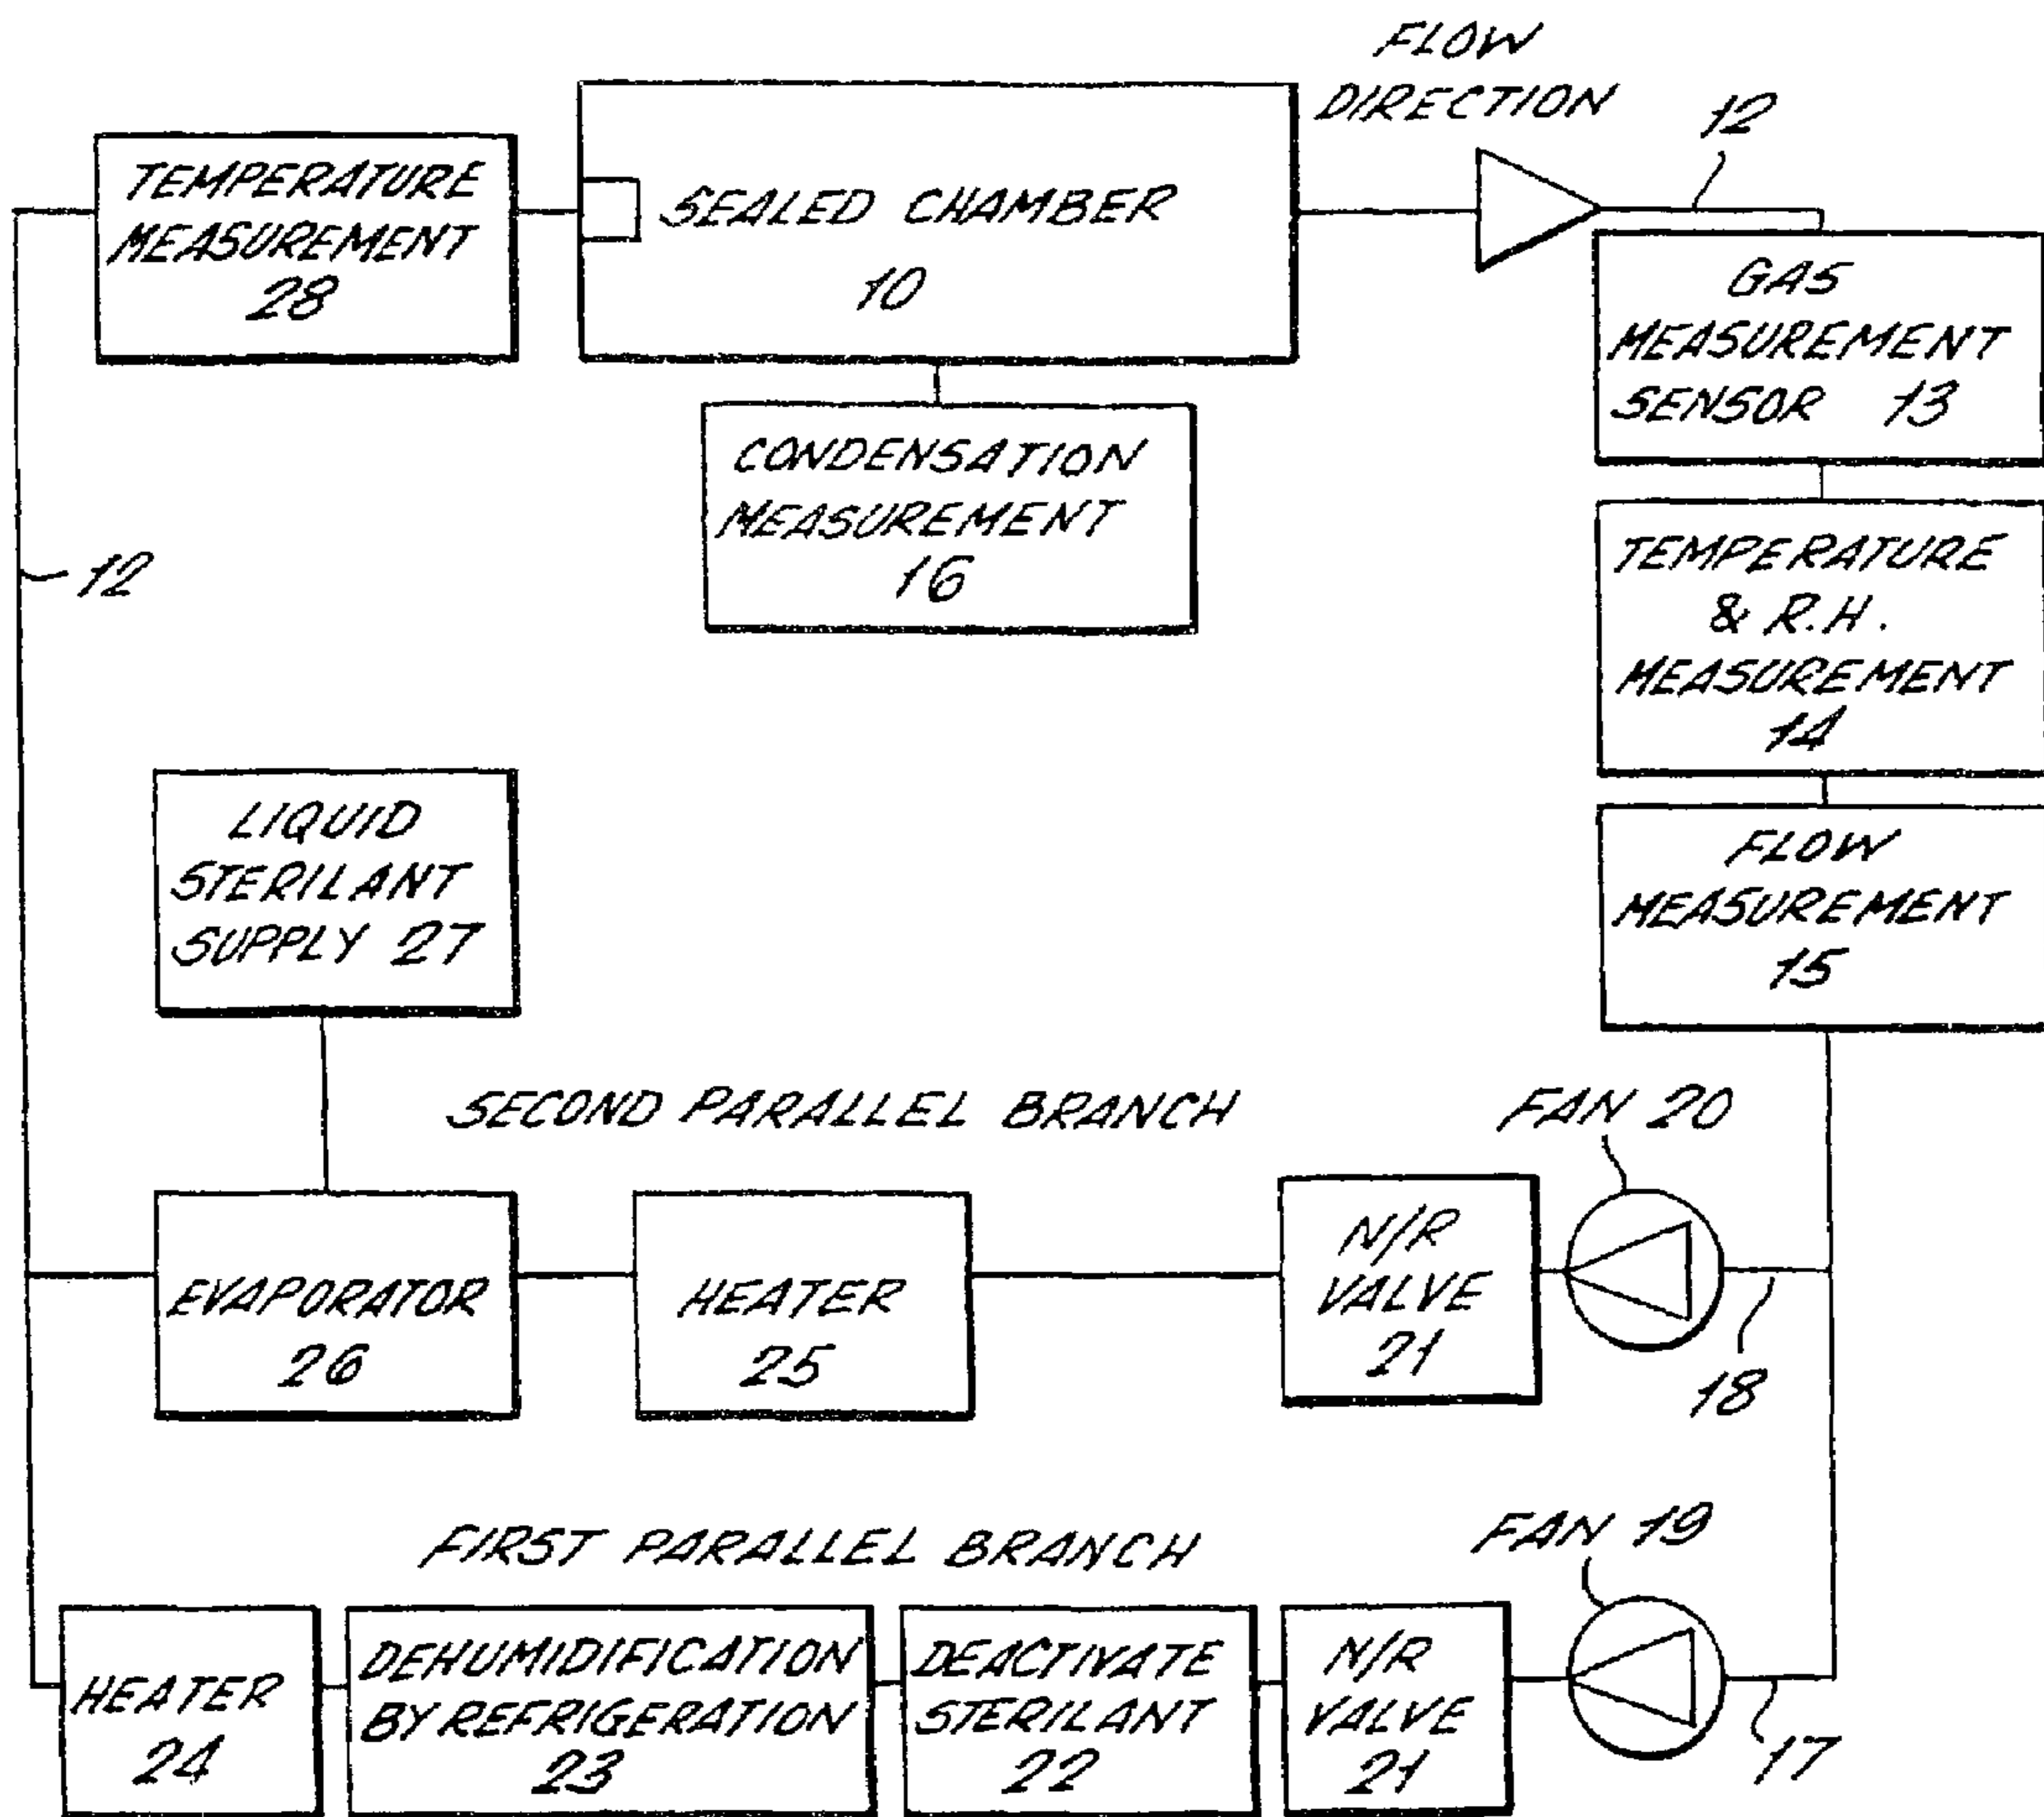 FLOW
DIRECTION
12
TEMPERATURE
MEASUREMENT
28
SEALED CHAMBER
10
GAS
MEASUREMENT
SENSOR 13
CONDENSATION
MEASUREMENT
16
12
TEMPERATURE
& R.H.
MEASUREMENT
14
LIQUID
STERILANT
SUPPLY 27
FLOW
MEASUREMENT
15
SECOND PARALLEL BRANCH
FAN 20
EVAPORATOR
26
HEATER
25
N/R
VALVE
21
18
FIRST PARALLEL BRANCH
FAN 19
HEATER
24
DEHUMIDIFICATION
BY REFRIGERATION
23
DEACTIVATE
STERILANT
22
N/R
VALVE
21
17